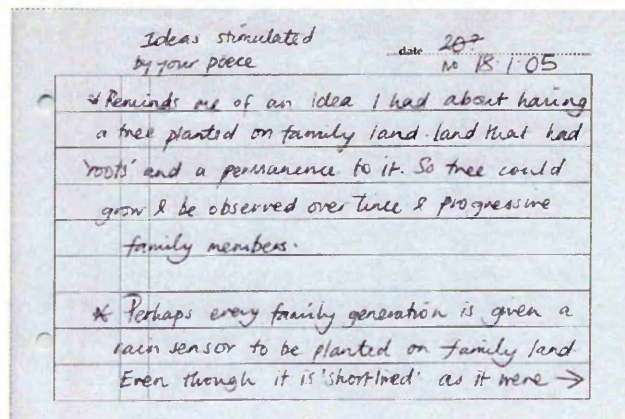 Ideas stimulated
by your piece
date 20?
no 18.1.05
* Reminds me of an idea I had about having
a tree planted on family land. land that had
'roots' and a permanence to it. So tree could
grow & be observed over time & progressive
family members.
* Perhaps every family generation is given a
rain sensor to be planted on family land.
Even though it is 'shortlived' as it were →